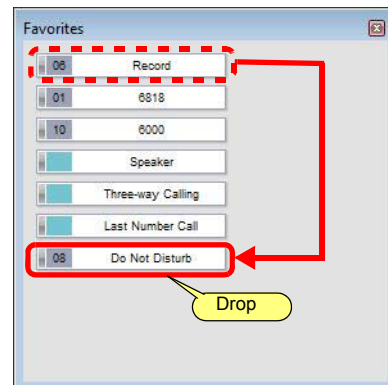 Favorites
06 Record
01 6818
10 6000
Speaker
Three-way Calling
Last Number Call
08 Do Not Disturb
Drop